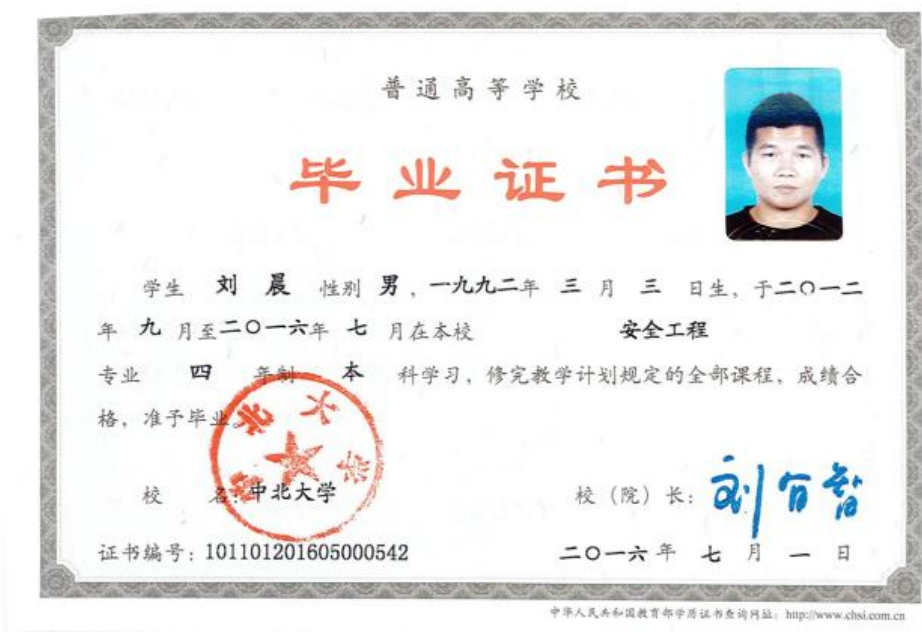 普通高等学校
毕业证书
学生 刘晨 性别 男，一九九二年 三 月 三 日生，于二〇一二
年 九 月至二〇一六年 七 月在本校 安全工程
专业 四 年制 本 科学习，修完教学计划规定的全部课程，成绩合
格，准予毕业。
中北大学
校 名：中北大学 校（院）长：刘有智
证书编号：101101201605000542 二〇一六年 七 月 一 日
中华人民共和国教育部学历证书查询网址：http://www.chsi.com.cn